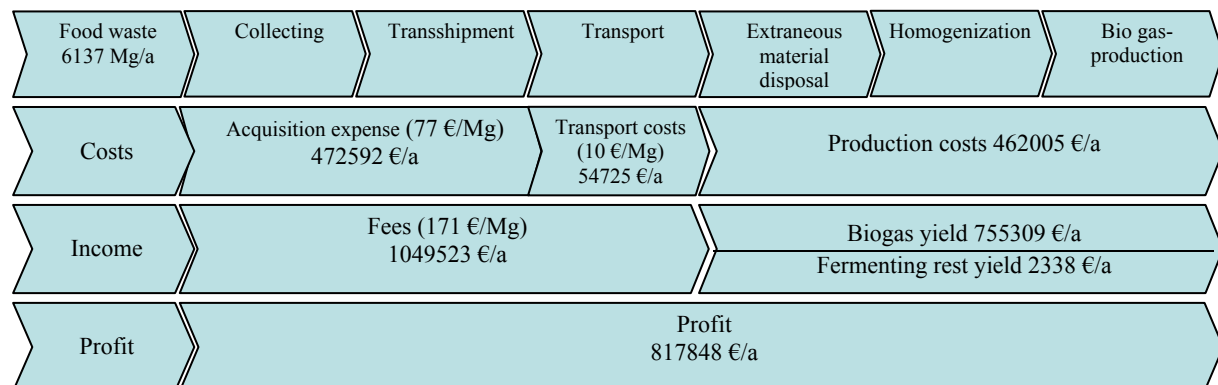 Food waste
6137 Mg/a
Collecting
Transshipment
Transport
Extraneous
material
disposal
Homogenization
Bio gas-
production
Costs
Acquisition expense (77 €/Mg)
472592 €/a
Transport costs
(10 €/Mg)
54725 €/a
Production costs 462005 €/a
Income
Fees (171 €/Mg)
1049523 €/a
Biogas yield 755309 €/a
Fermenting rest yield 2338 €/a
Profit
Profit
817848 €/a